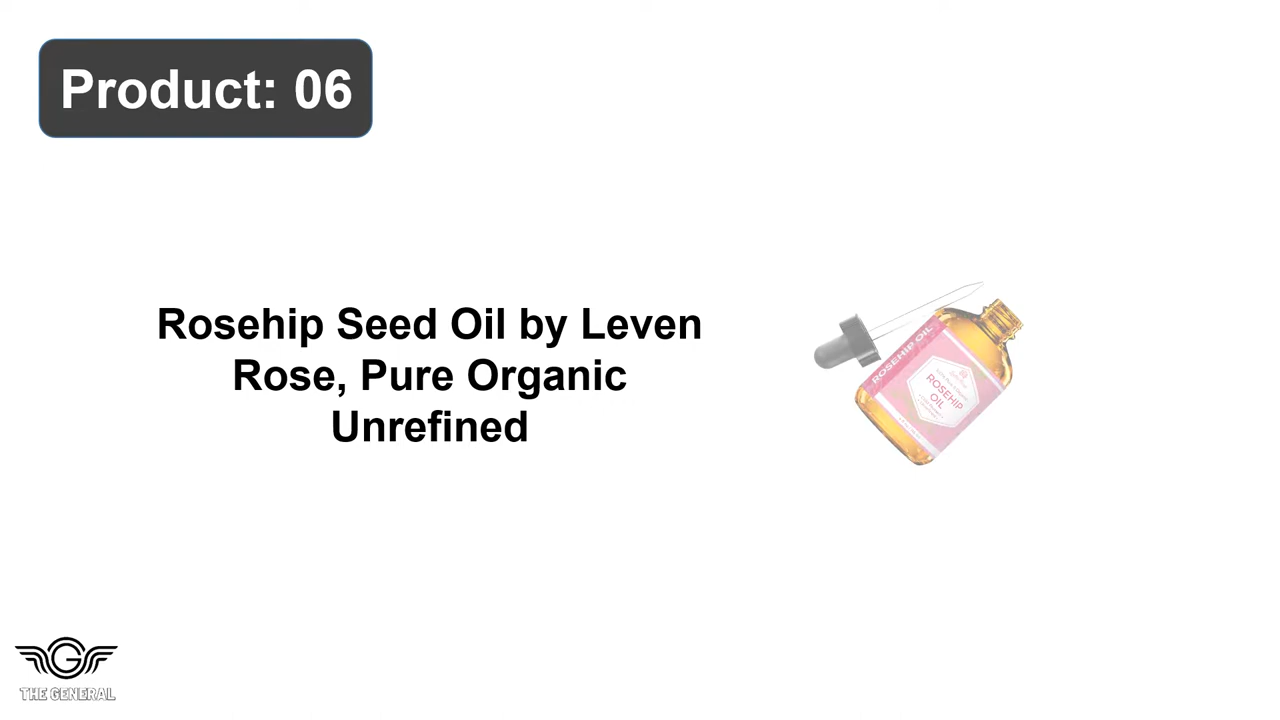 Product: 06
Rosehip Seed Oil by Leven
Rose, Pure Organic
Unrefined
ROSEHIP OIL
ROSEHIP
OIL
THE GENERAL